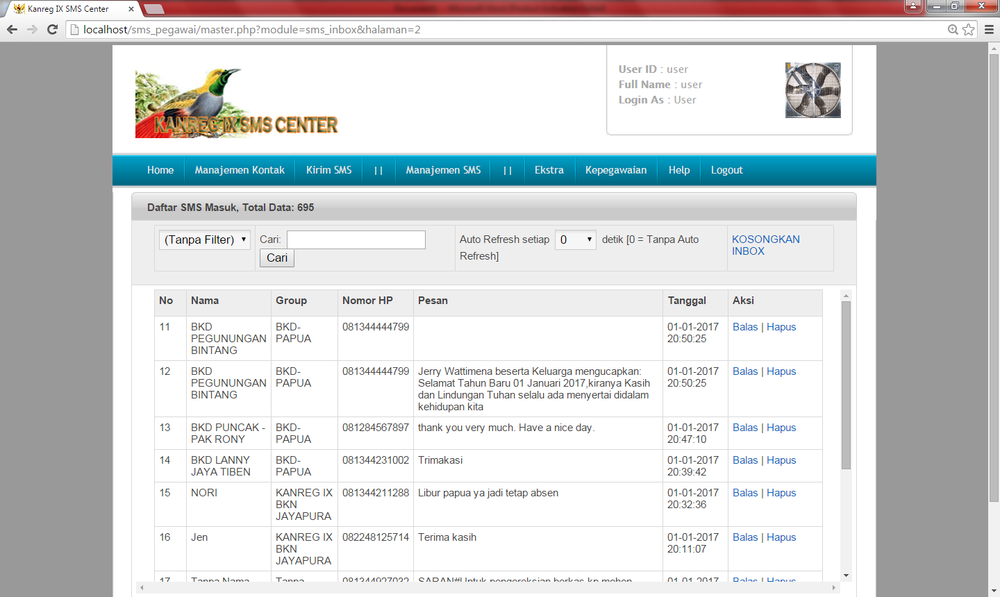 Kanreg IX SMS Center
localhost/sms_pegawai/master.php?module=sms_inbox&halaman=2
KANREG IX SMS CENTER
User ID : user
Full Name : user
Login As : User
Home Manajemen Kontak Kirim SMS || Manajemen SMS || Ekstra Kepegawaian Help Logout
Daftar SMS Masuk, Total Data: 695
(Tanpa Filter) Cari: Auto Refresh setiap 0 detik [0 = Tanpa Auto KOSONGKAN
Cari Refresh] INBOX
No Nama Group Nomor HP Pesan Tanggal Aksi
11 BKD BKD- 081344444799 01-01-2017 Balas | Hapus
PEGUNUNGAN PAPUA 20:50:25
BINTANG
12 BKD BKD- 081344444799 Jerry Wattimena beserta Keluarga mengucapkan: 01-01-2017 Balas | Hapus
PEGUNUNGAN PAPUA Selamat Tahun Baru 01 Januari 2017,kiranya Kasih 20:50:25
BINTANG dan Lindungan Tuhan selalu ada menyertai didalam
kehidupan kita
13 BKD PUNCAK - BKD- 081284567897 thank you very much. Have a nice day. 01-01-2017 Balas | Hapus
PAK RONY PAPUA 20:47:10
14 BKD LANNY BKD- 081344231002 Trimakasi 01-01-2017 Balas | Hapus
JAYA TIBEN PAPUA 20:39:42
15 NORI KANREG IX 081344211288 Libur papua ya jadi tetap absen 01-01-2017 Balas | Hapus
BKN 20:32:36
JAYAPURA
16 Jen KANREG IX 082248125714 Terima kasih 01-01-2017 Balas | Hapus
BKN 20:11:07
JAYAPURA
17 Tanpa Nama Tanpa 081344927032 SARAN#Untuk pengoreksian berkas kp mohon 01-01-2017 Balas | Hapus